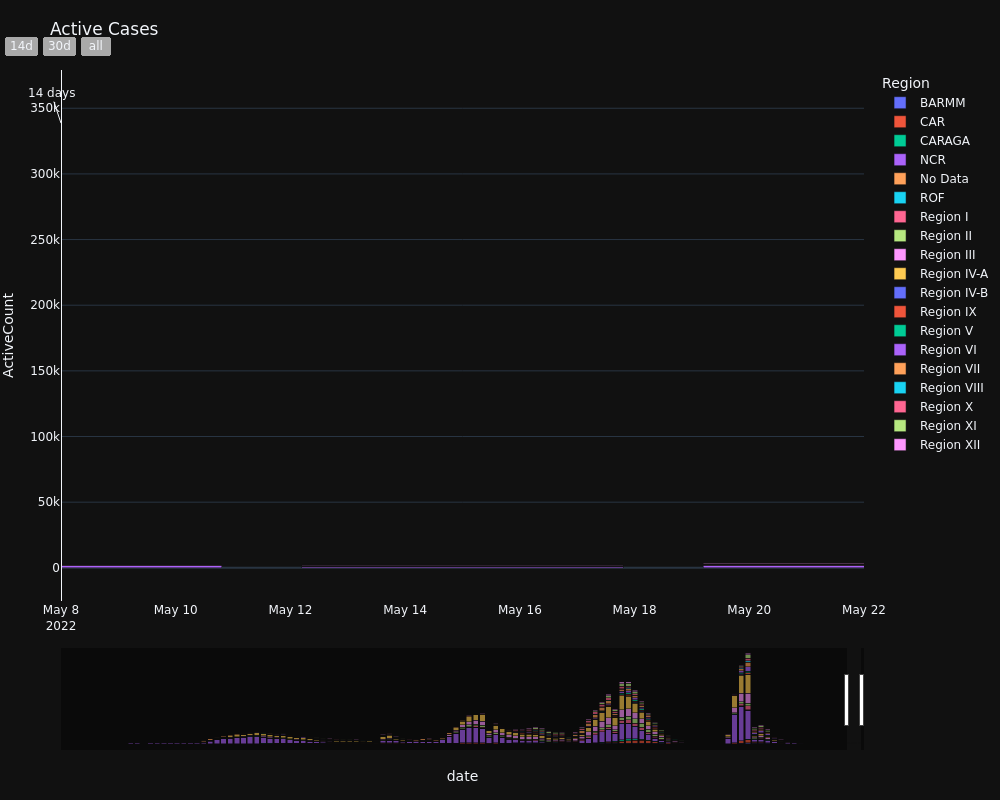 Active Cases
14d 30d all
14 days
350k
300k
250k
200k
150k
100k
50k
0
ActiveCount
May 8 May 10 May 12 May 14 May 16 May 18 May 20 May 22
2022
date
Region
BARMM
CAR
CARAGA
NCR
No Data
ROF
Region I
Region II
Region III
Region IV-A
Region IV-B
Region IX
Region V
Region VI
Region VII
Region VIII
Region X
Region XI
Region XII